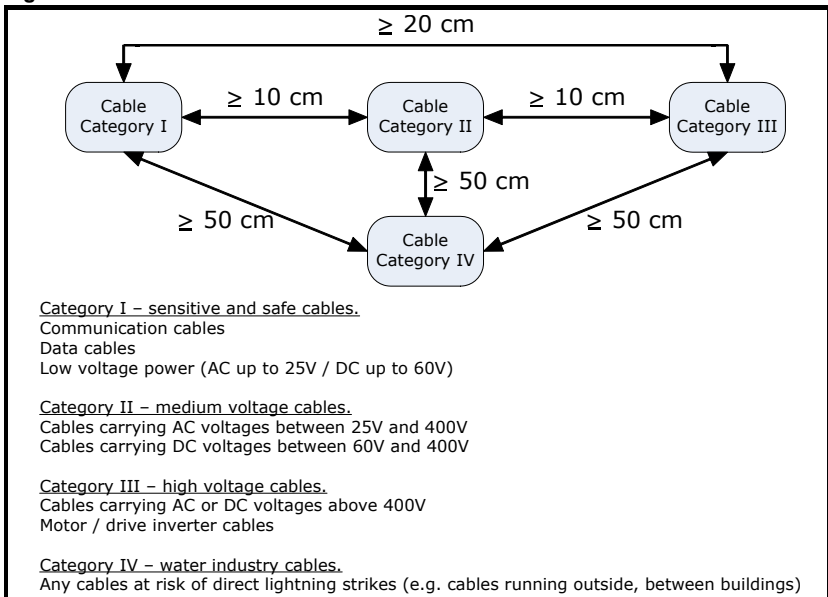 ≥ 20 cm
Cable
Category I
≥ 10 cm
Cable
Category II
≥ 10 cm
Cable
Category III
≥ 50 cm
≥ 50 cm
≥ 50 cm
Cable
Category IV
Category I – sensitive and safe cables.
Communication cables
Data cables
Low voltage power (AC up to 25V / DC up to 60V)
Category II – medium voltage cables.
Cables carrying AC voltages between 25V and 400V
Cables carrying DC voltages between 60V and 400V
Category III – high voltage cables.
Cables carrying AC or DC voltages above 400V
Motor / drive inverter cables
Category IV – water industry cables.
Any cables at risk of direct lightning strikes (e.g. cables running outside, between buildings)